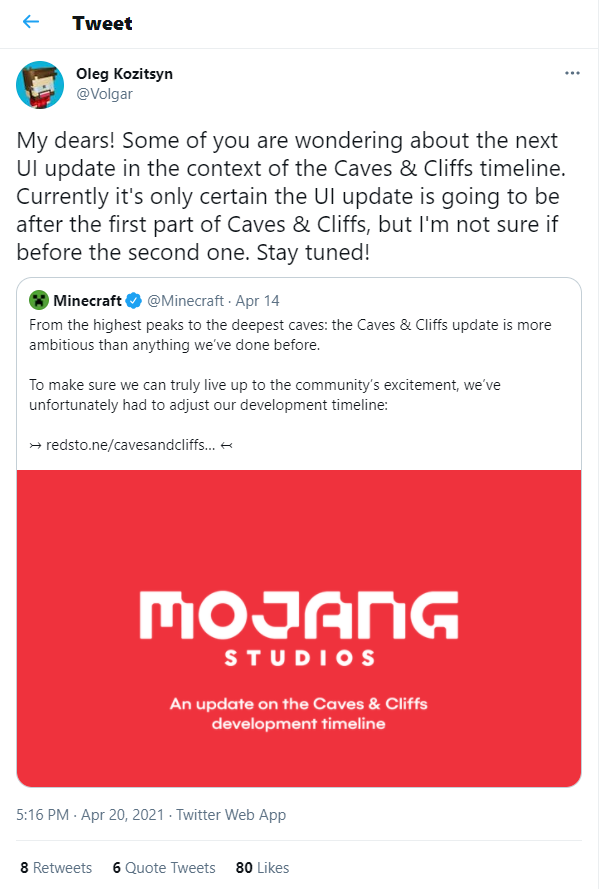 Tweet
Oleg Kozitsyn
@Volgar
My dears! Some of you are wondering about the next
UI update in the context of the Caves & Cliffs timeline.
Currently it's only certain the UI update is going to be
after the first part of Caves & Cliffs, but I'm not sure if
before the second one. Stay tuned!
Minecraft @Minecraft · Apr 14
From the highest peaks to the deepest caves: the Caves & Cliffs update is more
ambitious than anything we’ve done before.
To make sure we can truly live up to the community’s excitement, we’ve
unfortunately had to adjust our development timeline:
↣ redsto.ne/cavesandcliffs… ↢
MOJANG
STUDIOS
An update on the Caves & Cliffs
development timeline
5:16 PM · Apr 20, 2021 · Twitter Web App
8 Retweets 6 Quote Tweets 80 Likes